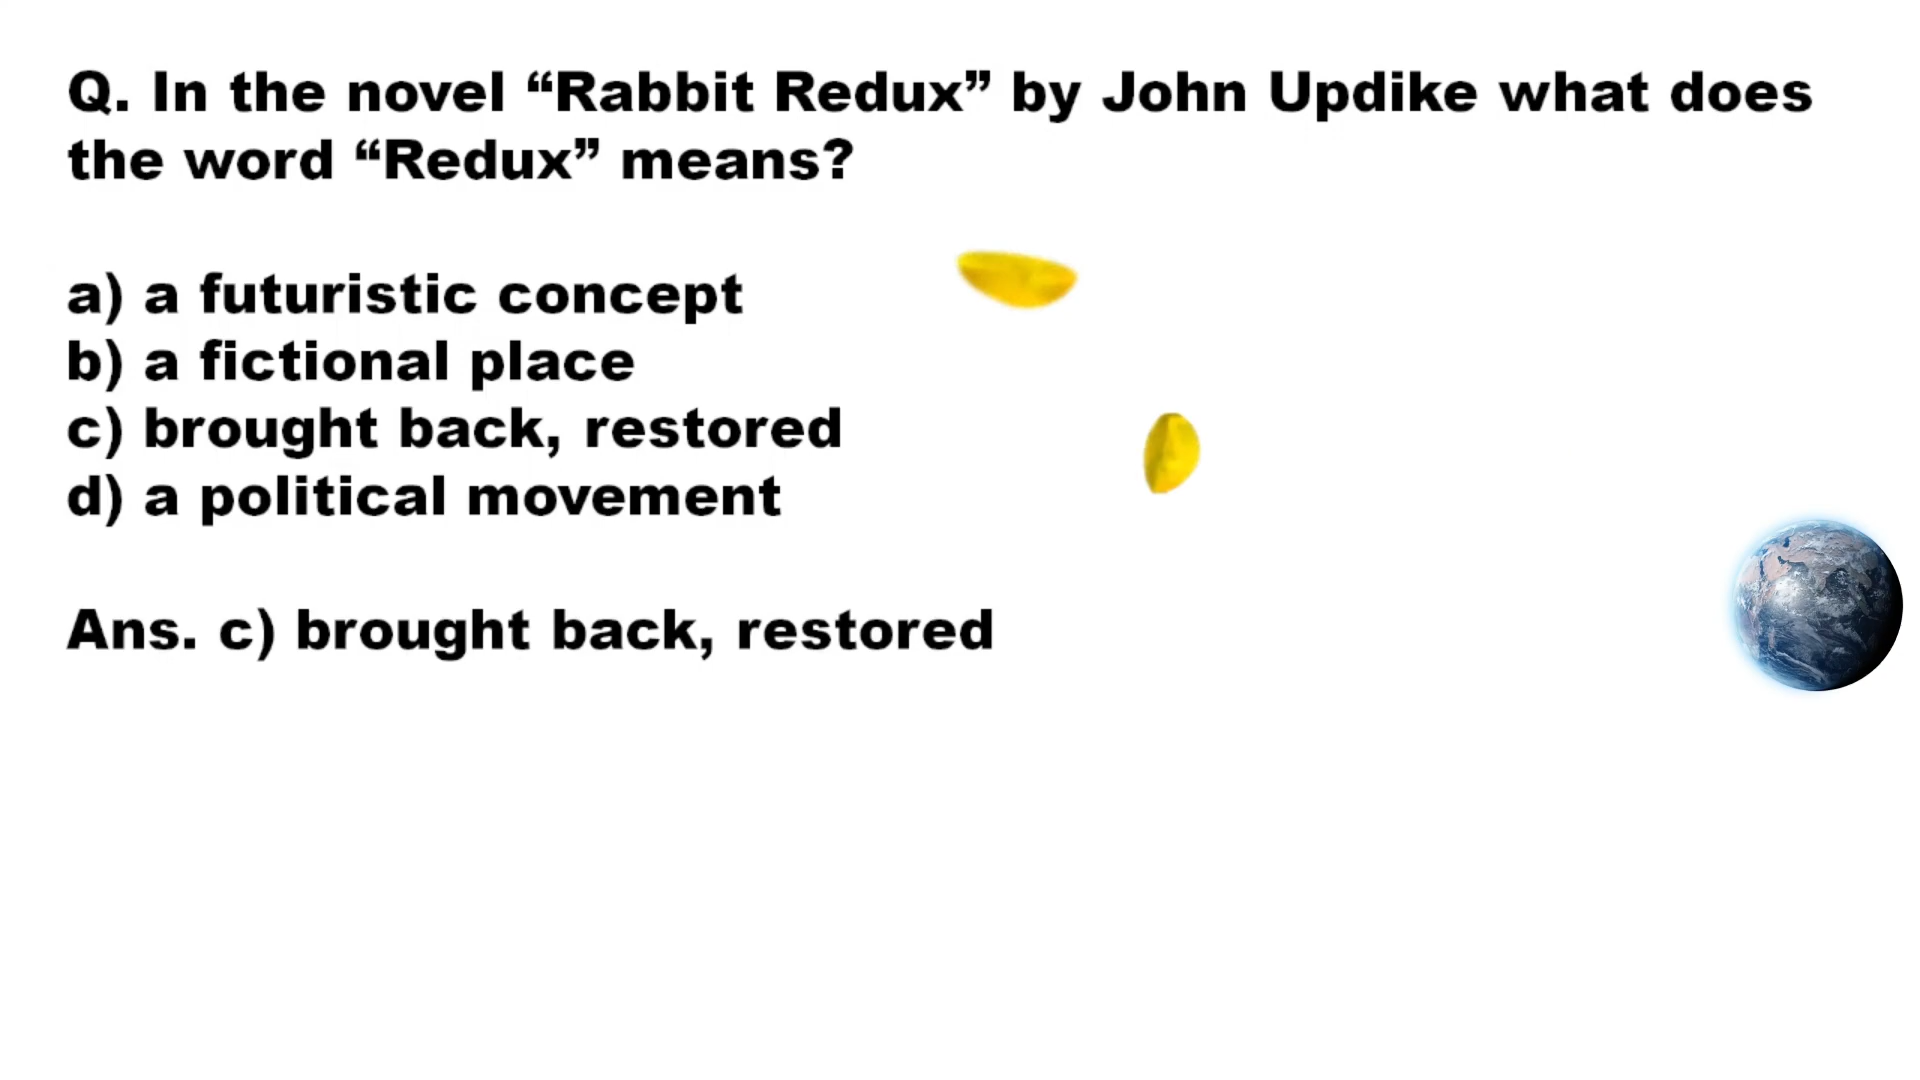 Q. In the novel “Rabbit Redux” by John Updike what does
the word “Redux” means?
a) a futuristic concept
b) a fictional place
c) brought back, restored
d) a political movement
Ans. c) brought back, restored